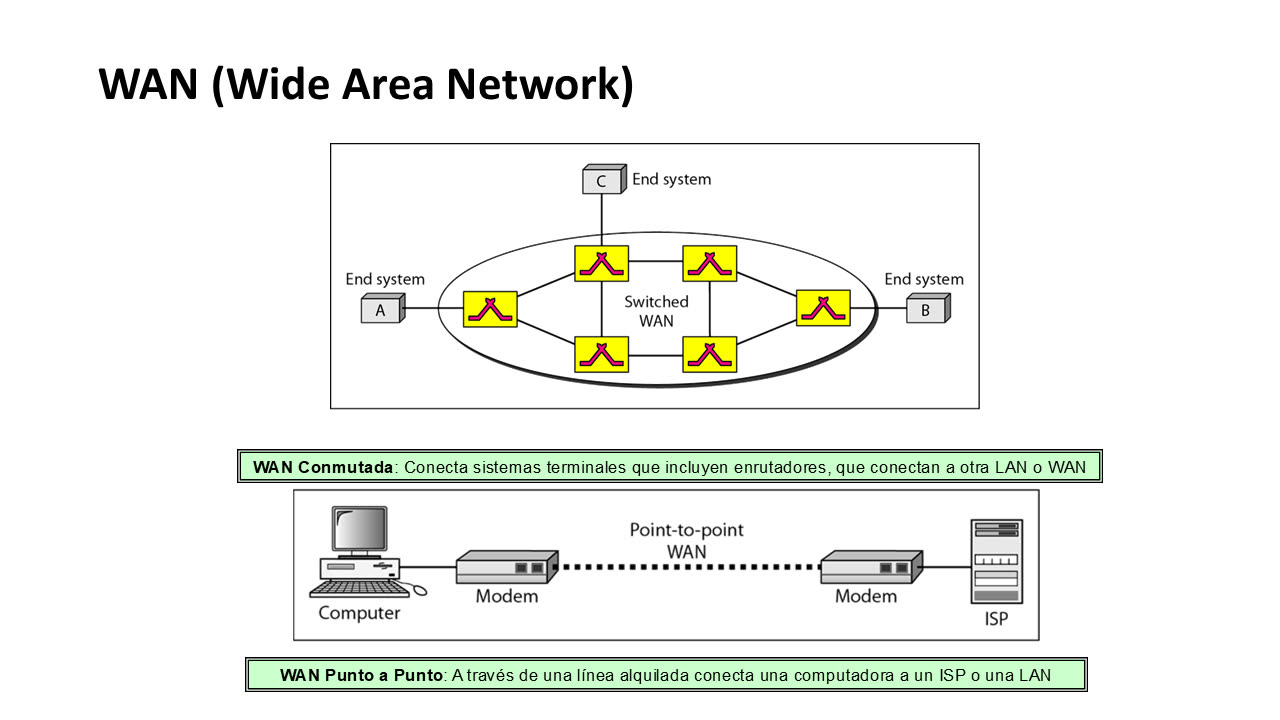 WAN (Wide Area Network)
C
End system
End system
End system
A
Switched
WAN
B
WAN Conmutada: Conecta sistemas terminales que incluyen enrutadores, que conectan a otra LAN o WAN
Point-to-point
WAN
Modem
Modem
Computer
ISP
WAN Punto a Punto: A través de una línea alquilada conecta una computadora a un ISP o una LAN